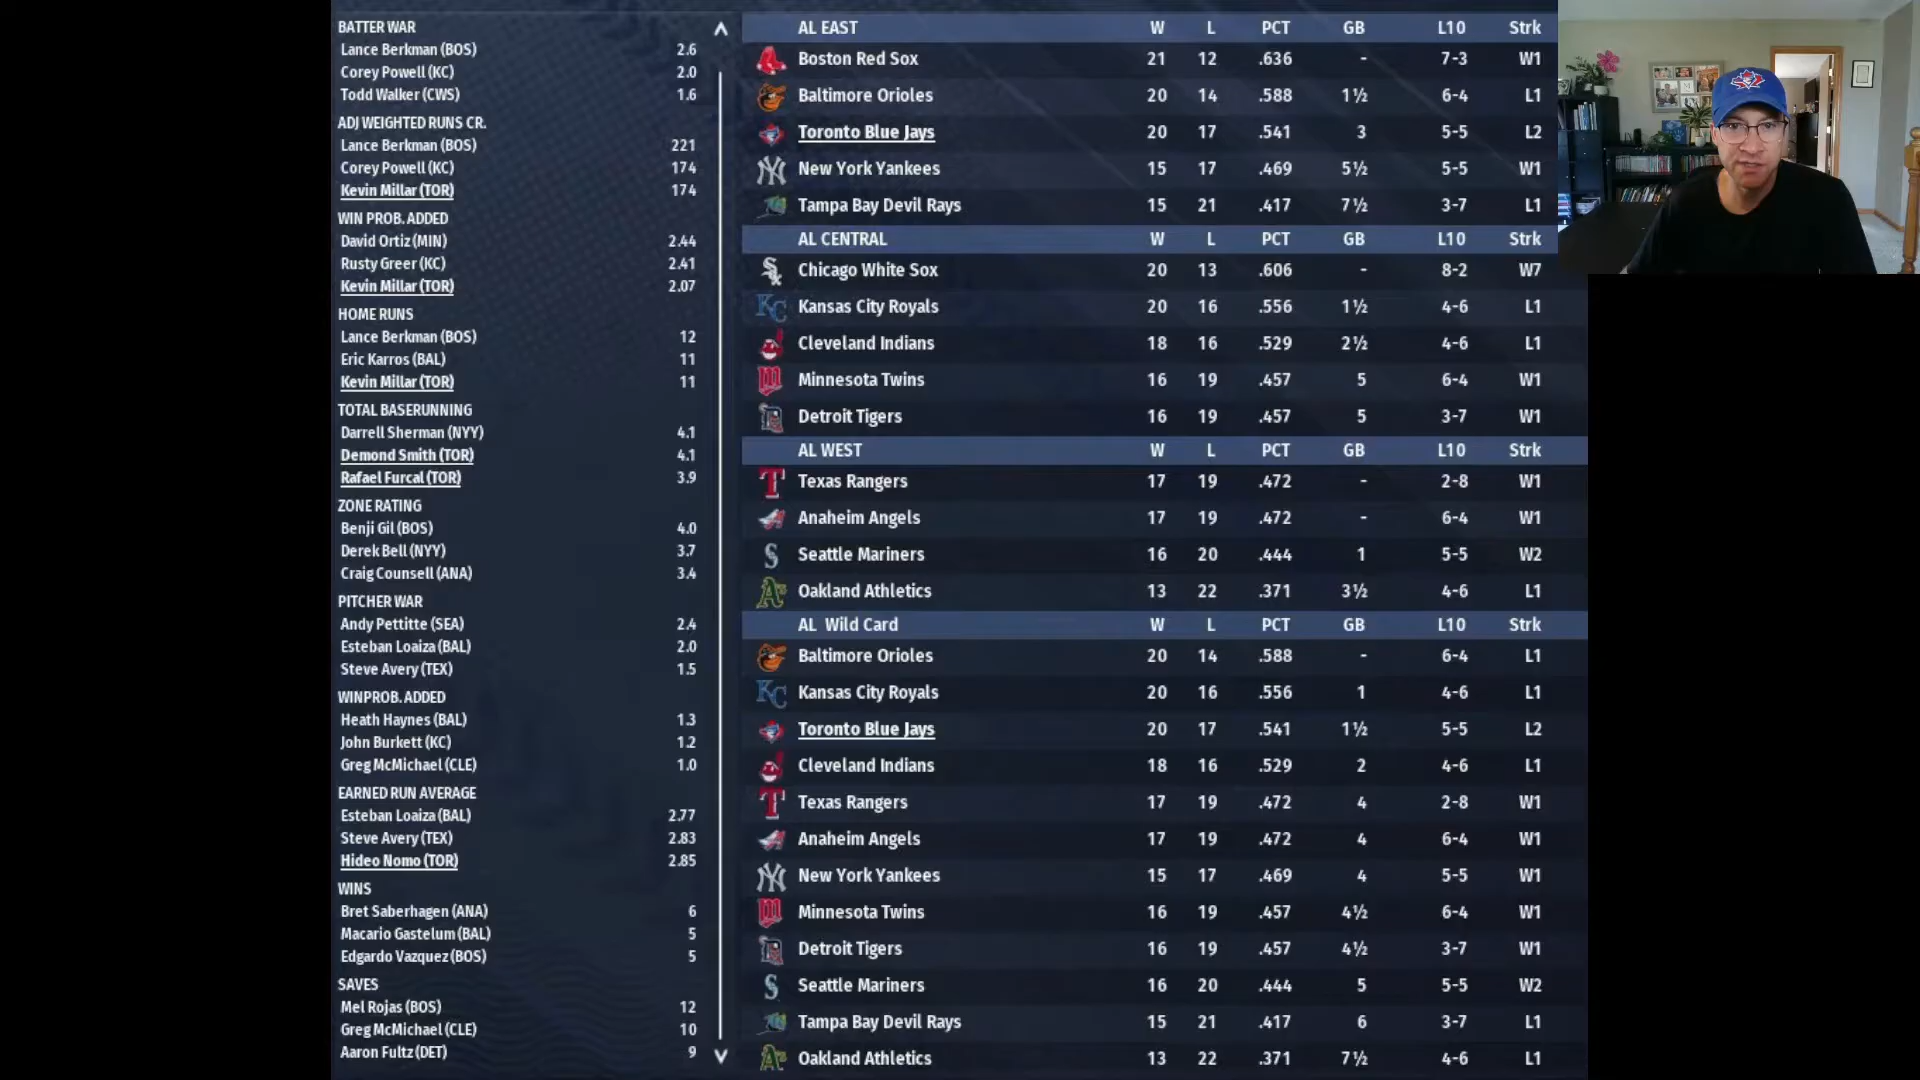 BATTER WAR
Lance Berkman (BOS) 2.6
Corey Powell (KC) 2.0
Todd Walker (CWS) 1.6
ADJ WEIGHTED RUNS CR.
Lance Berkman (BOS) 221
Corey Powell (KC) 174
Kevin Millar (TOR) 174
WIN PROB. ADDED
David Ortiz (MIN) 2.44
Rusty Greer (KC) 2.41
Kevin Millar (TOR) 2.07
HOME RUNS
Lance Berkman (BOS) 12
Eric Karros (BAL) 11
Kevin Millar (TOR) 11
TOTAL BASERUNNING
Darrell Sherman (NYY) 4.1
Demond Smith (TOR) 4.1
Rafael Furcal (TOR) 3.9
ZONE RATING
Benji Gil (BOS) 4.0
Derek Bell (NYY) 3.7
Craig Counsell (ANA) 3.4
PITCHER WAR
Andy Pettitte (SEA) 2.4
Esteban Loaiza (BAL) 2.0
Steve Avery (TEX) 1.5
WINPROB. ADDED
Heath Haynes (BAL) 1.3
John Burkett (KC) 1.2
Greg McMichael (CLE) 1.0
EARNED RUN AVERAGE
Esteban Loaiza (BAL) 2.77
Steve Avery (TEX) 2.83
Hideo Nomo (TOR) 2.85
WINS
Bret Saberhagen (ANA) 6
Macario Gastelum (BAL) 5
Edgardo Vazquez (BOS) 5
SAVES
Mel Rojas (BOS) 12
Greg McMichael (CLE) 10
Aaron Fultz (DET) 9
AL EAST W L PCT GB L10 Strk
Boston Red Sox 21 12 .636 - 7-3 W1
Baltimore Orioles 20 14 .588 1½ 6-4 L1
Toronto Blue Jays 20 17 .541 3 5-5 L2
New York Yankees 15 17 .469 5½ 5-5 W1
Tampa Bay Devil Rays 15 21 .417 7½ 3-7 L1
AL CENTRAL W L PCT GB L10 Strk
Chicago White Sox 20 13 .606 - 8-2 W7
Kansas City Royals 20 16 .556 1½ 4-6 L1
Cleveland Indians 18 16 .529 2½ 4-6 L1
Minnesota Twins 16 19 .457 5 6-4 W1
Detroit Tigers 16 19 .457 5 3-7 W1
AL WEST W L PCT GB L10 Strk
Texas Rangers 17 19 .472 - 2-8 W1
Anaheim Angels 17 19 .472 - 6-4 W1
Seattle Mariners 16 20 .444 1 5-5 W2
Oakland Athletics 13 22 .371 3½ 4-6 L1
AL Wild Card W L PCT GB L10 Strk
Baltimore Orioles 20 14 .588 - 6-4 L1
Kansas City Royals 20 16 .556 1 4-6 L1
Toronto Blue Jays 20 17 .541 1½ 5-5 L2
Cleveland Indians 18 16 .529 2 4-6 L1
Texas Rangers 17 19 .472 4 2-8 W1
Anaheim Angels 17 19 .472 4 6-4 W1
New York Yankees 15 17 .469 4 5-5 W1
Minnesota Twins 16 19 .457 4½ 6-4 W1
Detroit Tigers 16 19 .457 4½ 3-7 W1
Seattle Mariners 16 20 .444 5 5-5 W2
Tampa Bay Devil Rays 15 21 .417 6 3-7 L1
Oakland Athletics 13 22 .371 7½ 4-6 L1